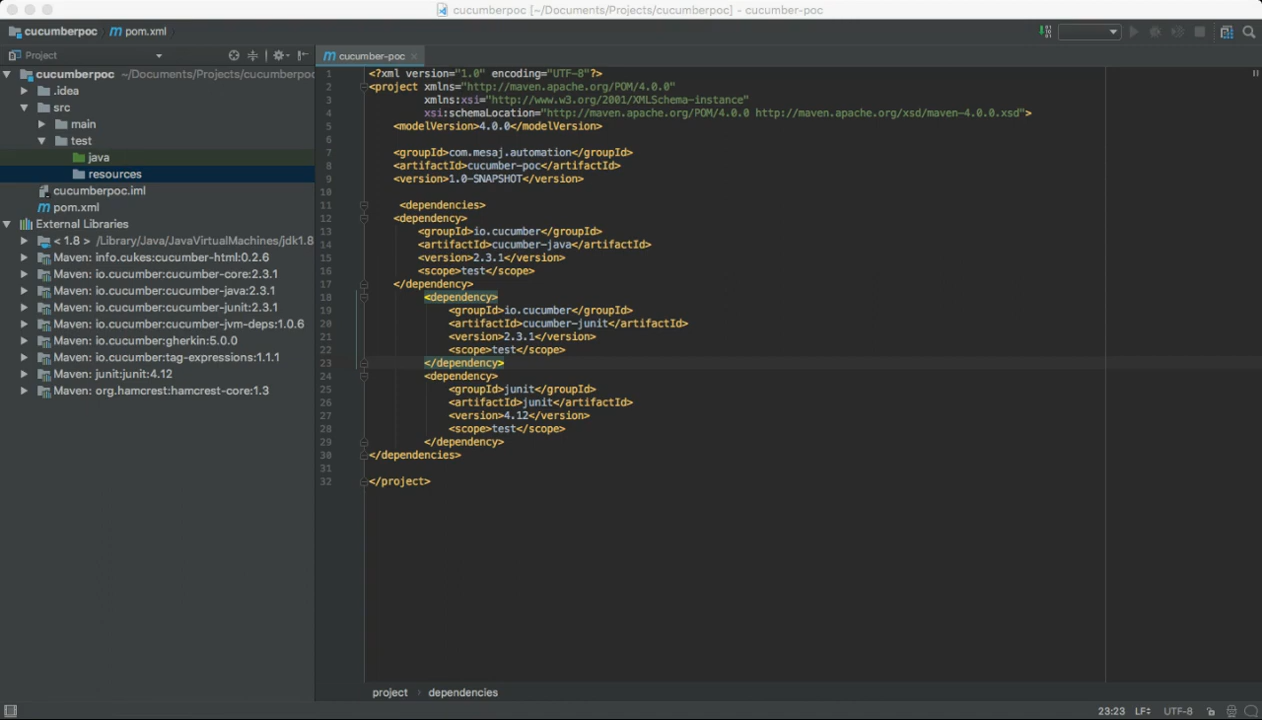 cucumberpoc [~/Documents/Projects/cucumberpoc] - cucumber-poc
cucumberpoc pom.xml
Project
cucumber-poc
cucumberpoc ~/Documents/Projects/cucumberpoc
.idea
src
main
test
java
resources
cucumberpoc.iml
pom.xml
External Libraries
< 1.8 > /Library/Java/JavaVirtualMachines/jdk1.8
Maven: info.cukes:cucumber-html:0.2.6
Maven: io.cucumber:cucumber-core:2.3.1
Maven: io.cucumber:cucumber-java:2.3.1
Maven: io.cucumber:cucumber-junit:2.3.1
Maven: io.cucumber:cucumber-jvm-deps:1.0.6
Maven: io.cucumber:gherkin:5.0.0
Maven: io.cucumber:tag-expressions:1.1.1
Maven: junit:junit:4.12
Maven: org.hamcrest:hamcrest-core:1.3
1 <?xml version="1.0" encoding="UTF-8"?>
2 <project xmlns="http://maven.apache.org/POM/4.0.0"
3 xmlns:xsi="http://www.w3.org/2001/XMLSchema-instance"
4 xsi:schemaLocation="http://maven.apache.org/POM/4.0.0 http://maven.apache.org/xsd/maven-4.0.0.xsd">
5 <modelVersion>4.0.0</modelVersion>
6
7 <groupId>com.mesaj.automation</groupId>
8 <artifactId>cucumber-poc</artifactId>
9 <version>1.0-SNAPSHOT</version>
10
11 <dependencies>
12 <dependency>
13 <groupId>io.cucumber</groupId>
14 <artifactId>cucumber-java</artifactId>
15 <version>2.3.1</version>
16 <scope>test</scope>
17 </dependency>
18 <dependency>
19 <groupId>io.cucumber</groupId>
20 <artifactId>cucumber-junit</artifactId>
21 <version>2.3.1</version>
22 <scope>test</scope>
23 </dependency>
24 <dependency>
25 <groupId>junit</groupId>
26 <artifactId>junit</artifactId>
27 <version>4.12</version>
28 <scope>test</scope>
29 </dependency>
30 </dependencies>
31
32 </project>
project › dependencies
23:23 LF UTF-8